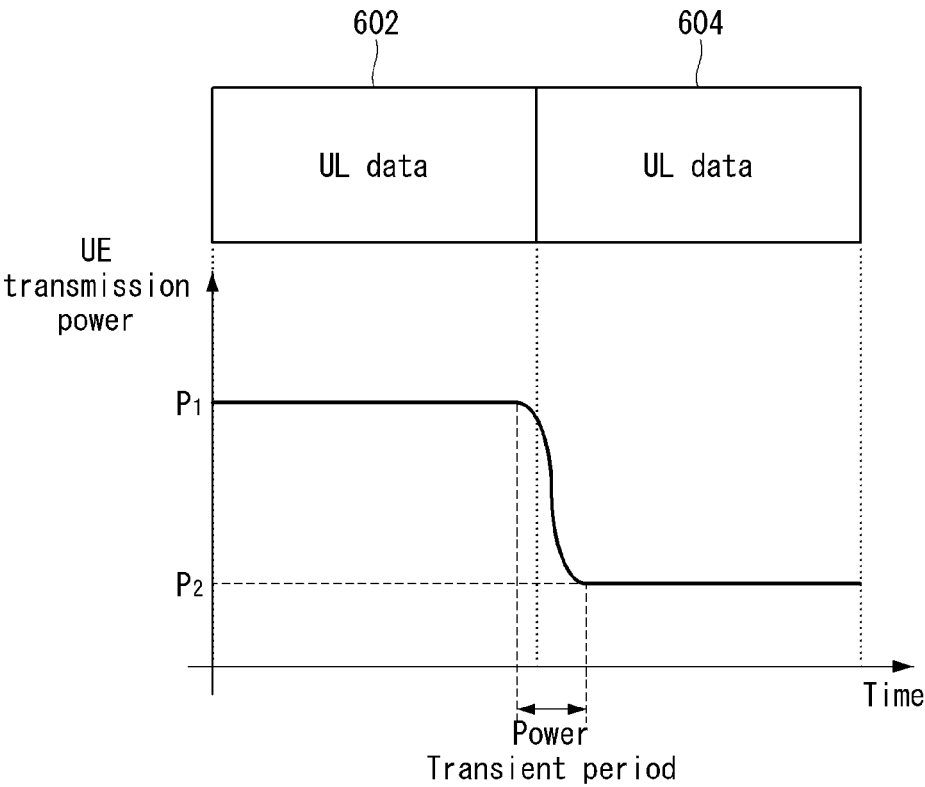 602
604
UL data
UL data
UE
transmission
power
P1
P2
Time
Power
Transient period